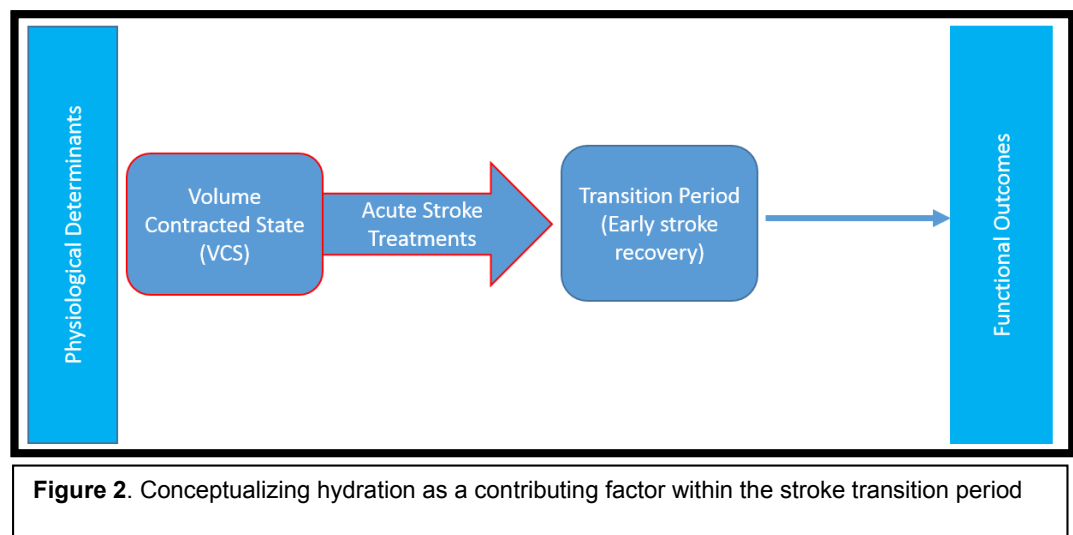 Physiological Determinants
Volume
Contracted State
(VCS)
Acute Stroke
Treatments
Transition Period
(Early stroke
recovery)
Functional Outcomes
Figure 2. Conceptualizing hydration as a contributing factor within the stroke transition period